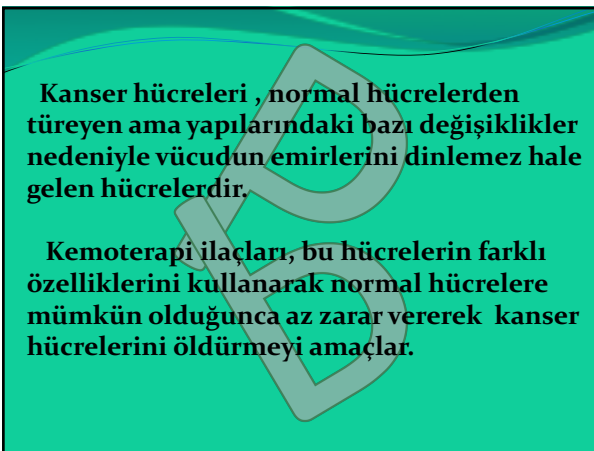 Kanser hücreleri , normal hücrelerden
türeyen ama yapılarındaki bazı değişiklikler
nedeniyle vücudun emirlerini dinlemez hale
gelen hücrelerdir.
Kemoterapi ilaçları, bu hücrelerin farklı
özelliklerini kullanarak normal hücrelere
mümkün olduğunca az zarar vererek kanser
hücrelerini öldürmeyi amaçlar.